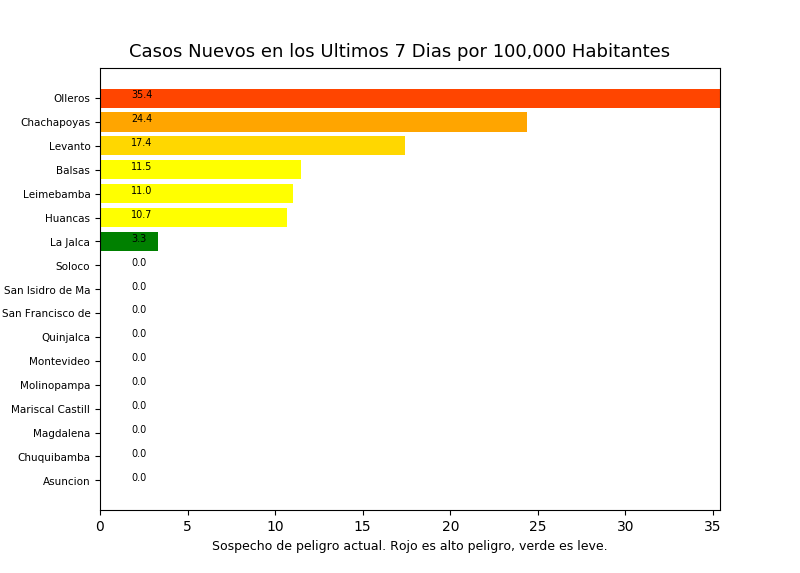 Casos Nuevos en los Ultimos 7 Dias por 100,000 Habitantes
Olleros 35.4
Chachapoyas 24.4
Levanto 17.4
Balsas 11.5
Leimebamba 11.0
Huancas 10.7
La Jalca 3.3
Soloco 0.0
San Isidro de Ma 0.0
San Francisco de 0.0
Quinjalca 0.0
Montevideo 0.0
Molinopampa 0.0
Mariscal Castill 0.0
Magdalena 0.0
Chuquibamba 0.0
Asuncion 0.0
0 5 10 15 20 25 30 35
Sospecho de peligro actual. Rojo es alto peligro, verde es leve.